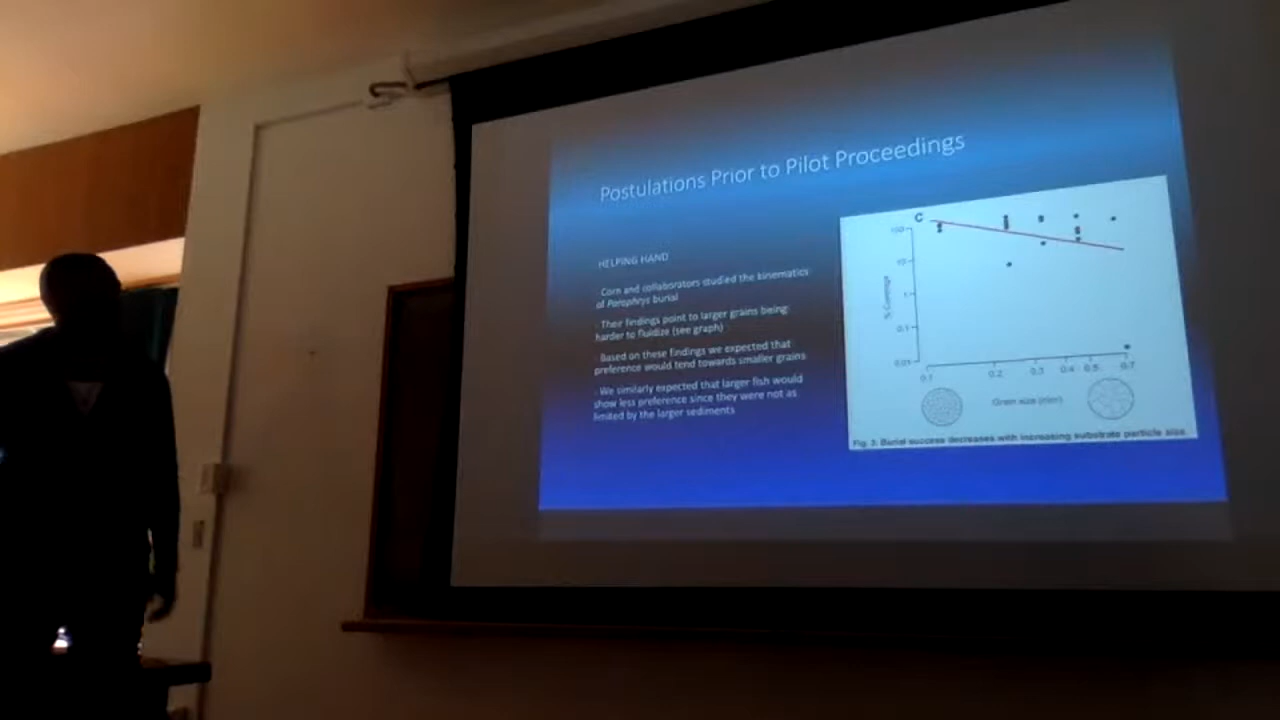 Postulations Prior to Pilot Proceedings
HELPING HAND
- Corn and collaborators studied the kinematics
of Parophrys burial
- Their findings point to larger grains being
harder to fluidize (see graph)
- Based on these findings we expected that
preference would tend towards smaller grains
- We similarly expected that larger fish would
show less preference since they were not as
limited by the larger sediments
C
100
10
1
0.1
0.01
% Coverage
0.1 0.2 0.3 0.4 0.5 0.7
Grain size (mm)
Fig. 3: Burial success decreases with increasing substrate particle size.